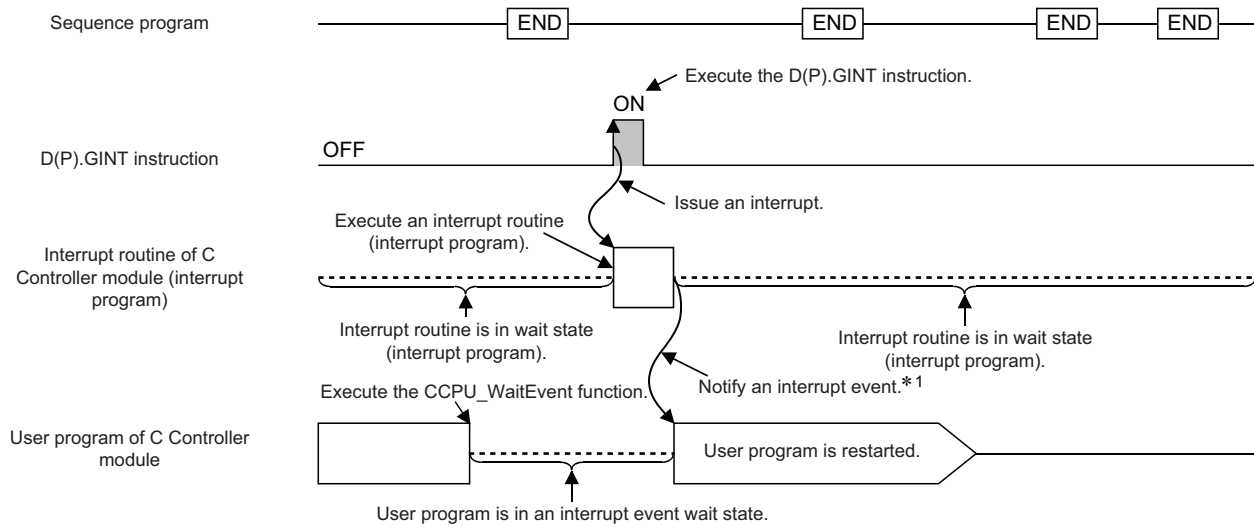 Sequence program
END
END
END
END
Execute the D(P).GINT instruction.
ON
D(P).GINT instruction
OFF
Issue an interrupt.
Execute an interrupt routine
(interrupt program).
Interrupt routine of C
Controller module (interrupt
program)
Interrupt routine is in wait state
(interrupt program).
Interrupt routine is in wait state
(interrupt program).
Notify an interrupt event.*1
Execute the CCPU_WaitEvent function.
User program of C Controller
module
User program is restarted.
User program is in an interrupt event wait state.